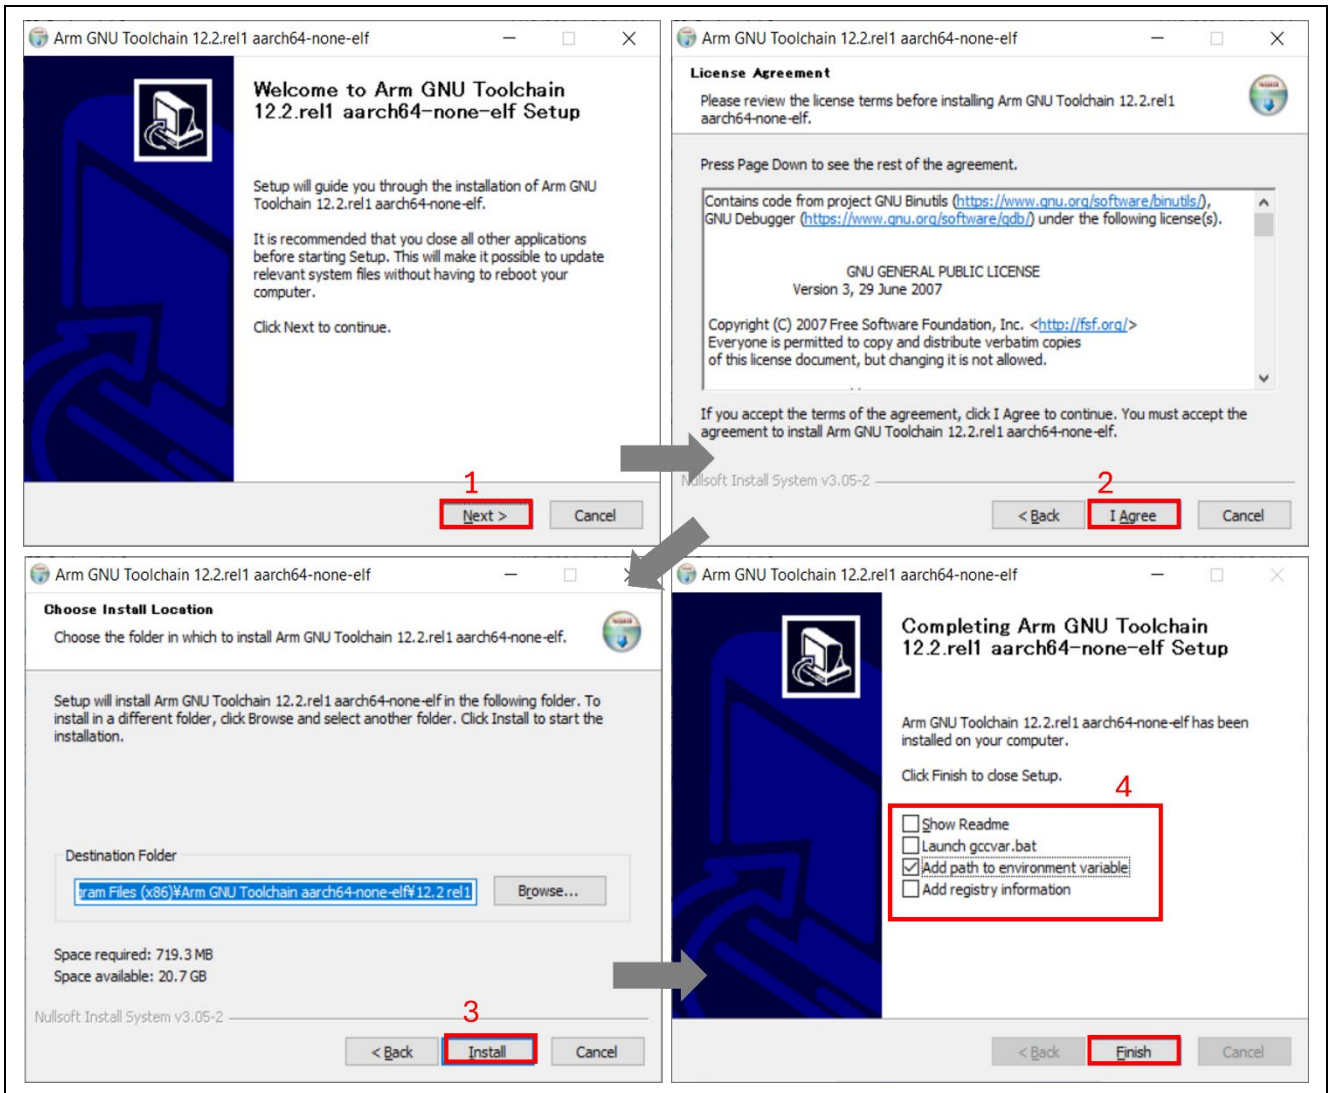 Arm GNU Toolchain 12.2.rel1 aarch64-none-elf
Welcome to Arm GNU Toolchain
12.2.rel1 aarch64-none-elf Setup
Setup will guide you through the installation of Arm GNU
Toolchain 12.2.rel1 aarch64-none-elf.
It is recommended that you close all other applications
before starting Setup. This will make it possible to update
relevant system files without having to reboot your
computer.
Click Next to continue.
1
Next >
Cancel
Arm GNU Toolchain 12.2.rel1 aarch64-none-elf
License Agreement
Please review the license terms before installing Arm GNU Toolchain 12.2.rel1
aarch64-none-elf.
Press Page Down to see the rest of the agreement.
Contains code from project GNU Binutils (https://www.gnu.org/software/binutils/),
GNU Debugger (https://www.gnu.org/software/gdb/) under the following license(s).
GNU GENERAL PUBLIC LICENSE
Version 3, 29 June 2007
Copyright (C) 2007 Free Software Foundation, Inc. <http://fsf.org/>
Everyone is permitted to copy and distribute verbatim copies
of this license document, but changing it is not allowed.
If you accept the terms of the agreement, click I Agree to continue. You must accept the
agreement to install Arm GNU Toolchain 12.2.rel1 aarch64-none-elf.
Nullsoft Install System v3.05-2
2
< Back
I Agree
Cancel
Arm GNU Toolchain 12.2.rel1 aarch64-none-elf
Choose Install Location
Choose the folder in which to install Arm GNU Toolchain 12.2.rel1 aarch64-none-elf.
Setup will install Arm GNU Toolchain 12.2.rel1 aarch64-none-elf in the following folder. To
install in a different folder, click Browse and select another folder. Click Install to start the
installation.
Destination Folder
gram Files (x86)¥Arm GNU Toolchain aarch64-none-elf¥12.2 rel1
Browse...
Space required: 719.3 MB
Space available: 20.7 GB
Nullsoft Install System v3.05-2
3
< Back
Install
Cancel
Arm GNU Toolchain 12.2.rel1 aarch64-none-elf
Completing Arm GNU Toolchain
12.2.rel1 aarch64-none-elf Setup
Arm GNU Toolchain 12.2.rel1 aarch64-none-elf has been
installed on your computer.
Click Finish to close Setup.
4
Show Readme
Launch gccvar.bat
Add path to environment variable
Add registry information
< Back
Finish
Cancel